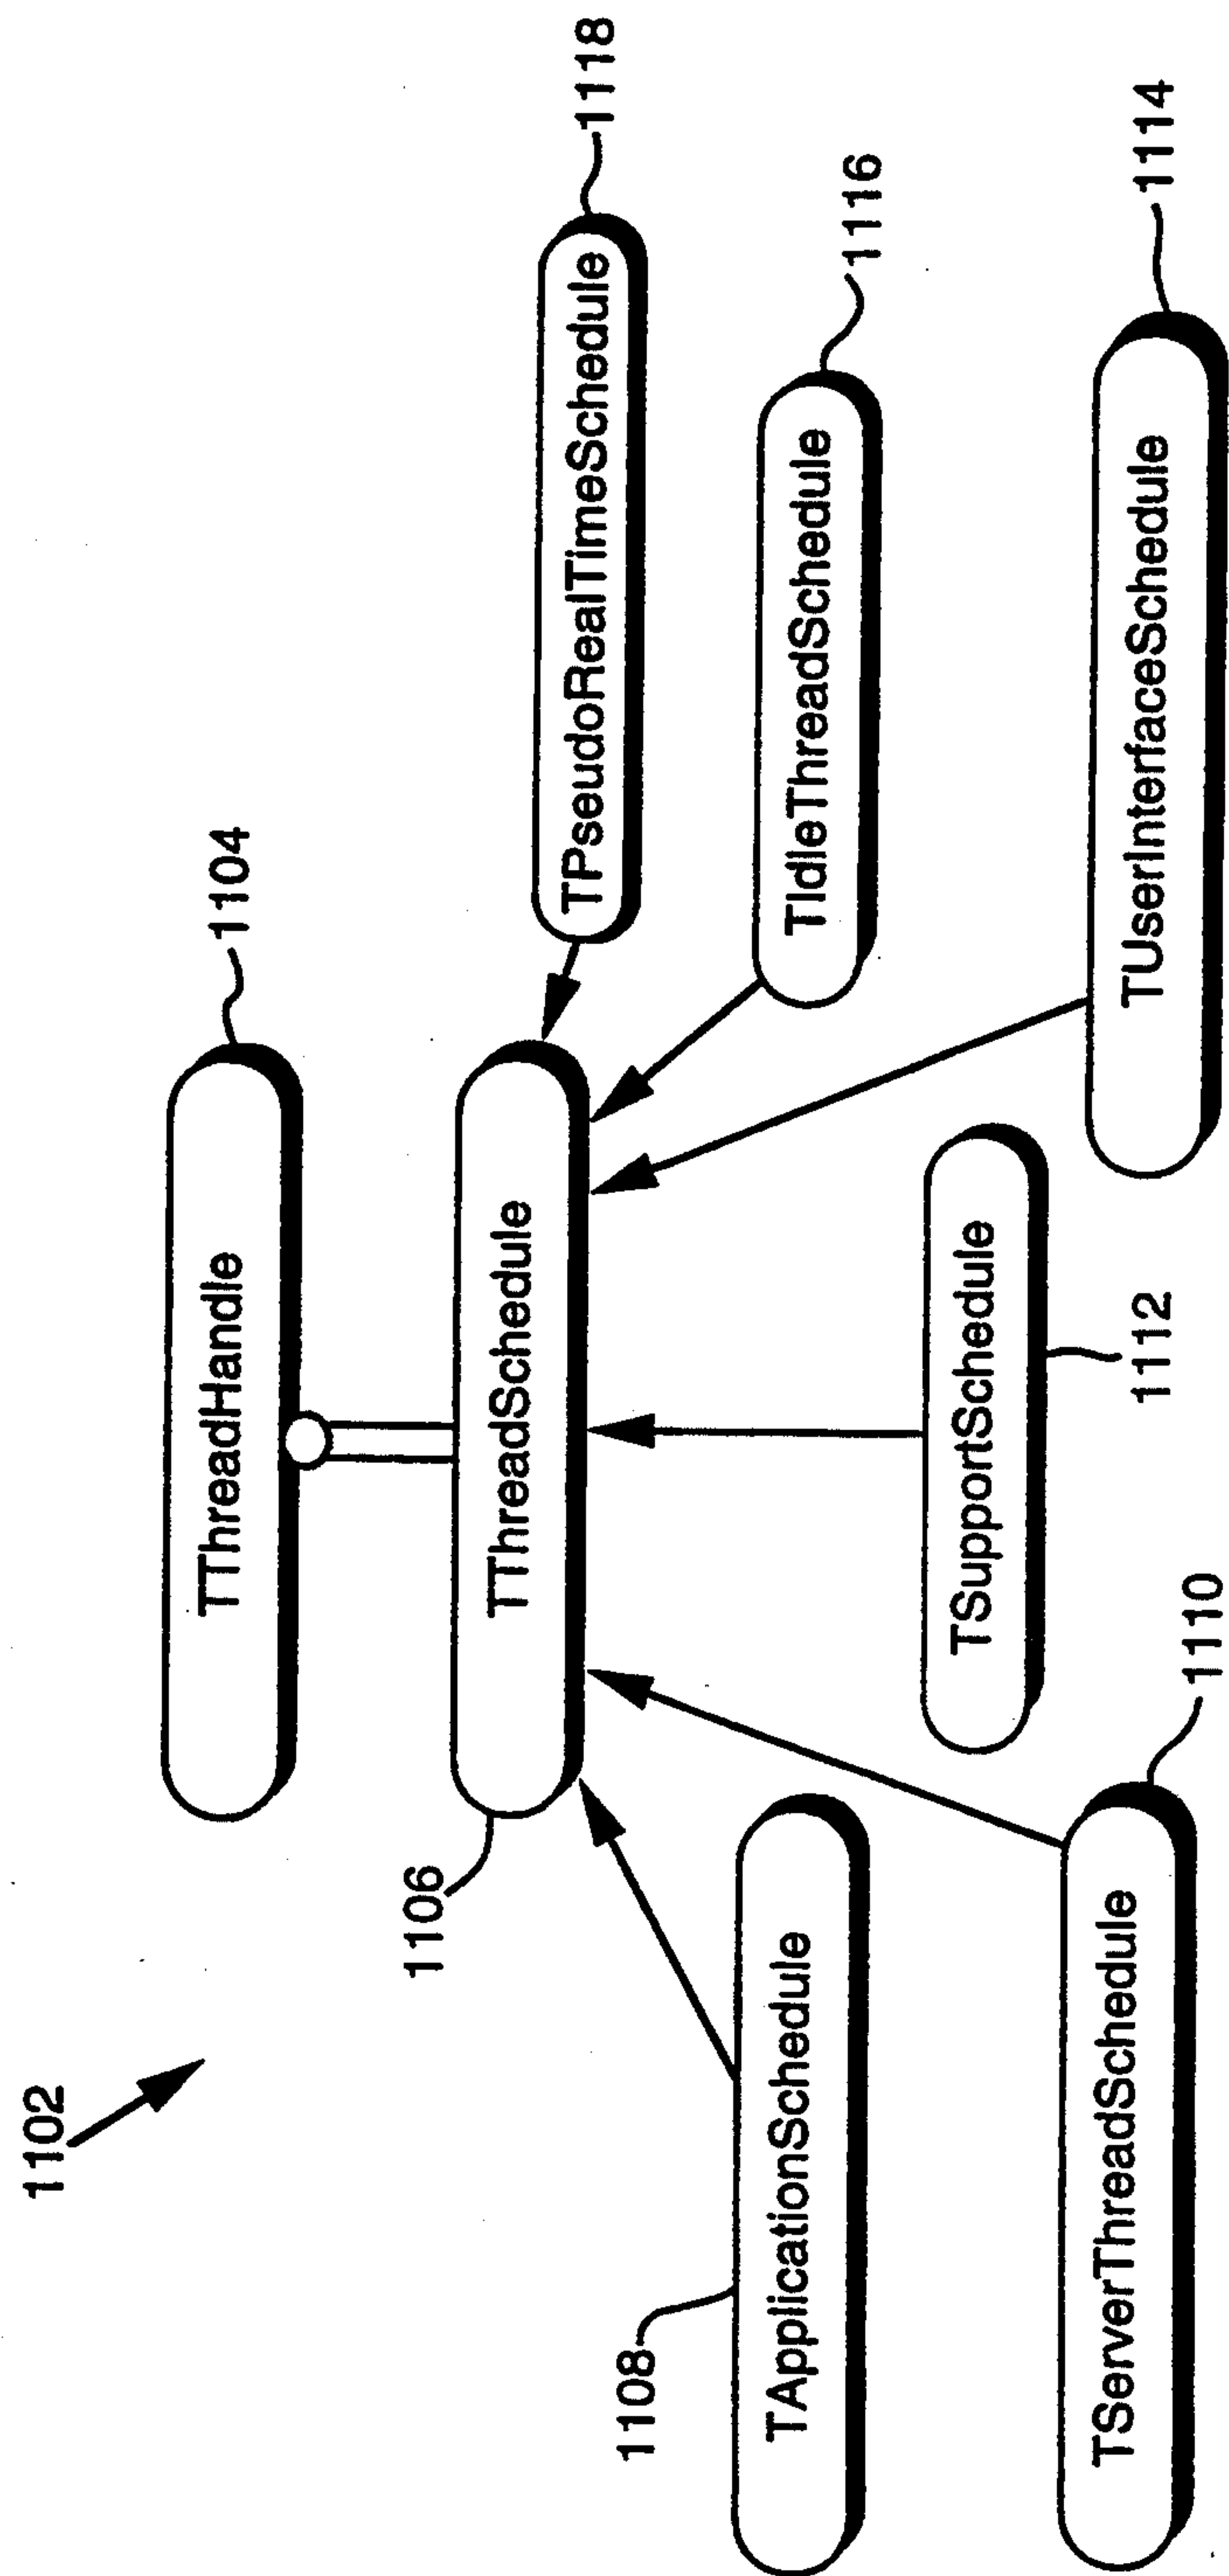 1102
TThreadHandle
1104
1106
TThreadSchedule
TPseudoRealTimeSchedule
1118
1108
TApplicationSchedule
TIdleThreadSchedule
1116
TSupportSchedule
1112
TServerThreadSchedule
1110
TUserInterfaceSchedule
1114